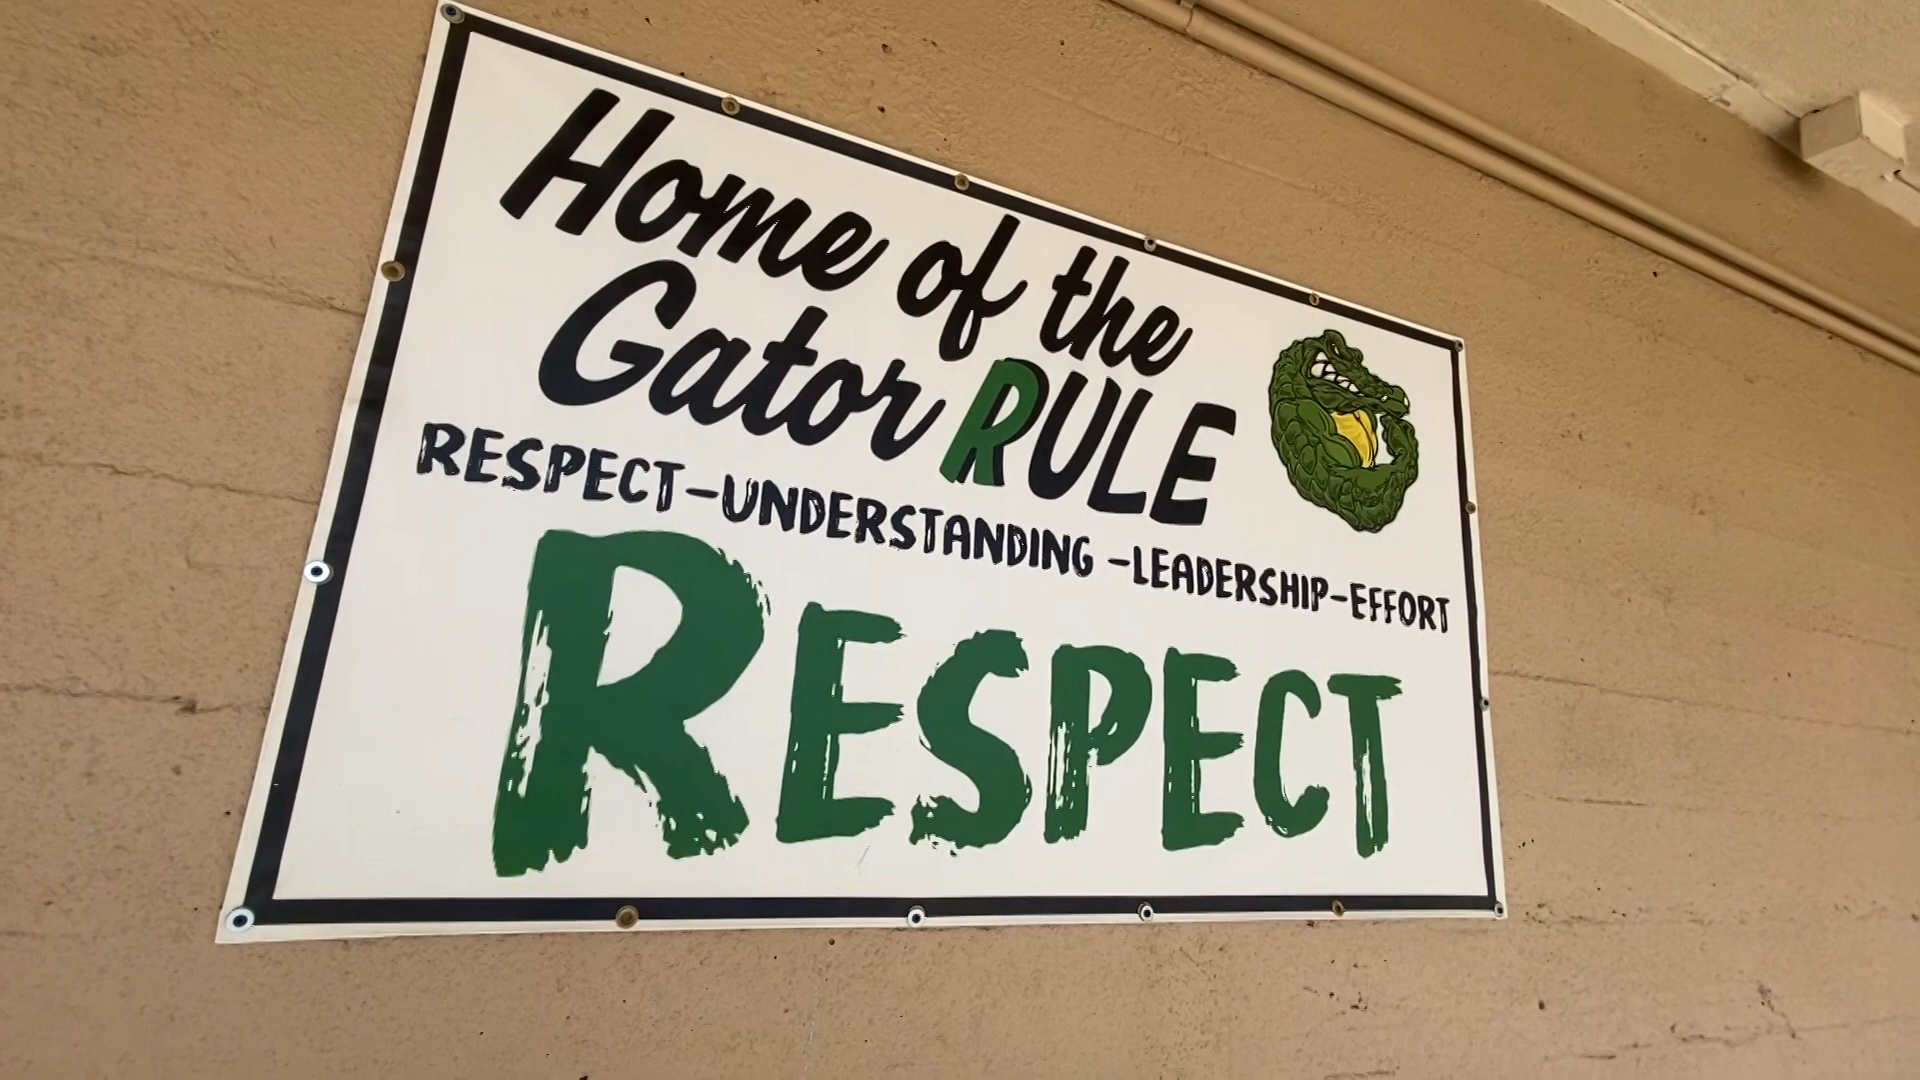 Home of the
Gator RULE
RESPECT-UNDERSTANDING-LEADERSHIP-EFFORT
RESPECT